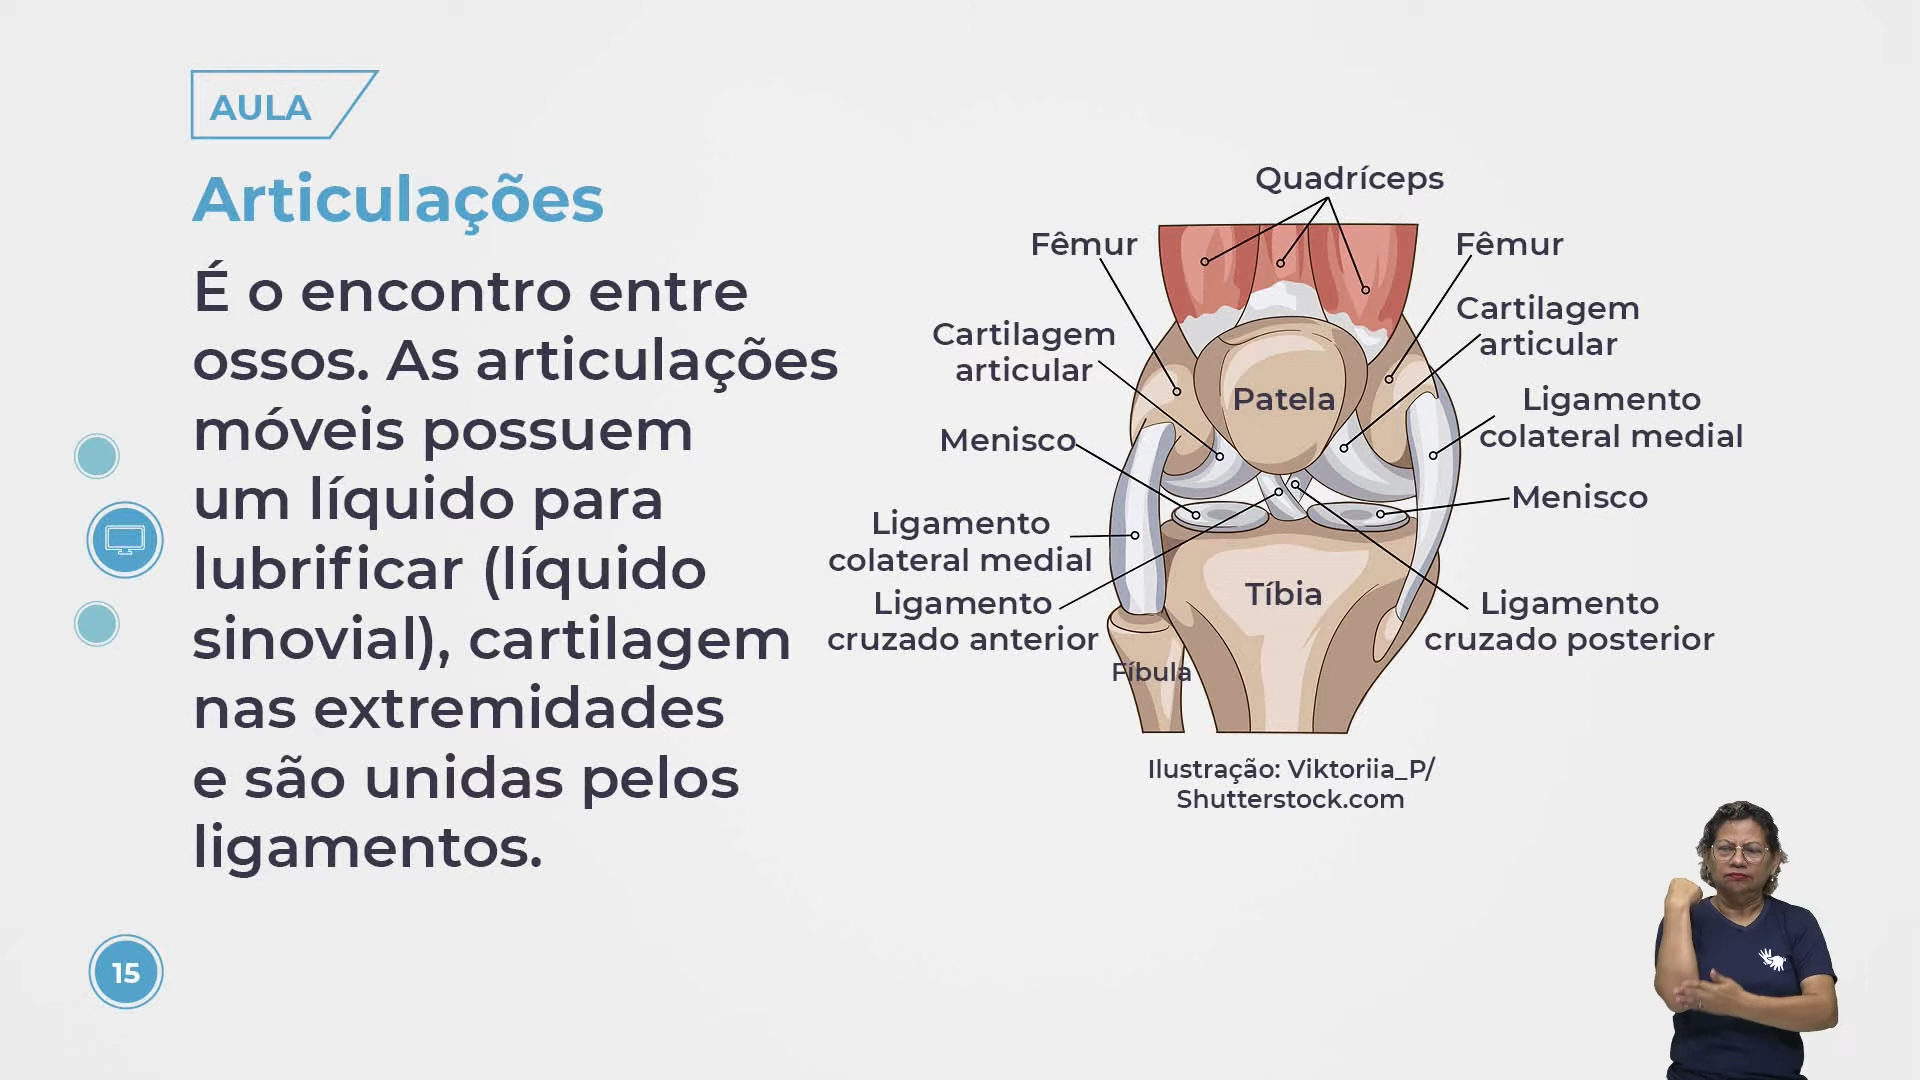 AULA
Articulações
É o encontro entre
ossos. As articulações
móveis possuem
um líquido para
lubrificar (líquido
sinovial), cartilagem
nas extremidades
e são unidas pelos
ligamentos.
15
Quadríceps
Fêmur
Cartilagem
articular
Menisco
Ligamento
colateral medial
Ligamento
cruzado anterior
Fíbula
Patela
Tíbia
Fêmur
Cartilagem
articular
Ligamento
colateral medial
Menisco
Ligamento
cruzado posterior
Ilustração: Viktoriia_P/
Shutterstock.com